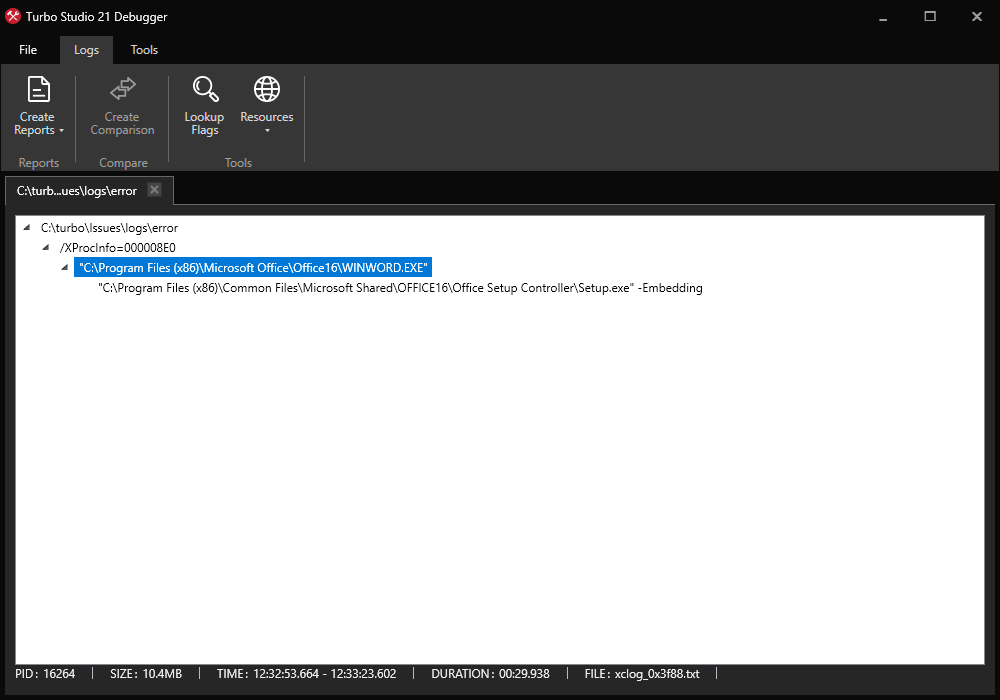 Turbo Studio 21 Debugger
File Logs Tools
Create Reports
Create Comparison
Lookup Flags
Resources
Reports Compare Tools
C:\turb...ues\logs\error
C:\turbo\Issues\logs\error
/XProcInfo=000008E0
"C:\Program Files (x86)\Microsoft Office\Office16\WINWORD.EXE"
"C:\Program Files (x86)\Common Files\Microsoft Shared\OFFICE16\Office Setup Controller\Setup.exe" -Embedding
PID: 16264 | SIZE: 10.4MB | TIME: 12:32:53.664 - 12:33:23.602 | DURATION: 00:29.938 | FILE: xclog_0x3f88.txt |